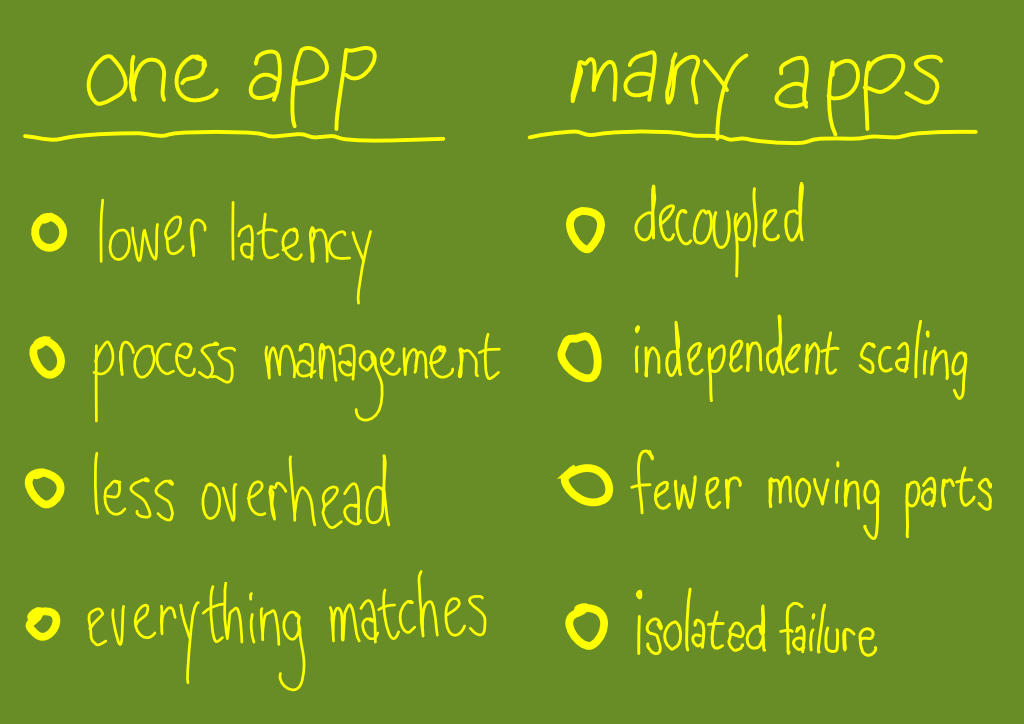 one app
lower latency
process management
less overhead
everything matches
many apps
decoupled
independent scaling
fewer moving parts
isolated failure